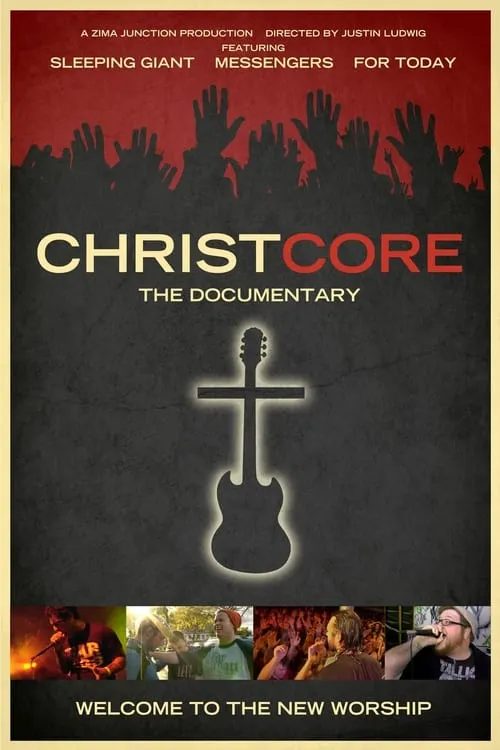 A ZIMA JUNCTION PRODUCTION DIRECTED BY JUSTIN LUDWIG
FEATURING
SLEEPING GIANT MESSENGERS FOR TODAY
CHRISTCORE
THE DOCUMENTARY
WELCOME TO THE NEW WORSHIP